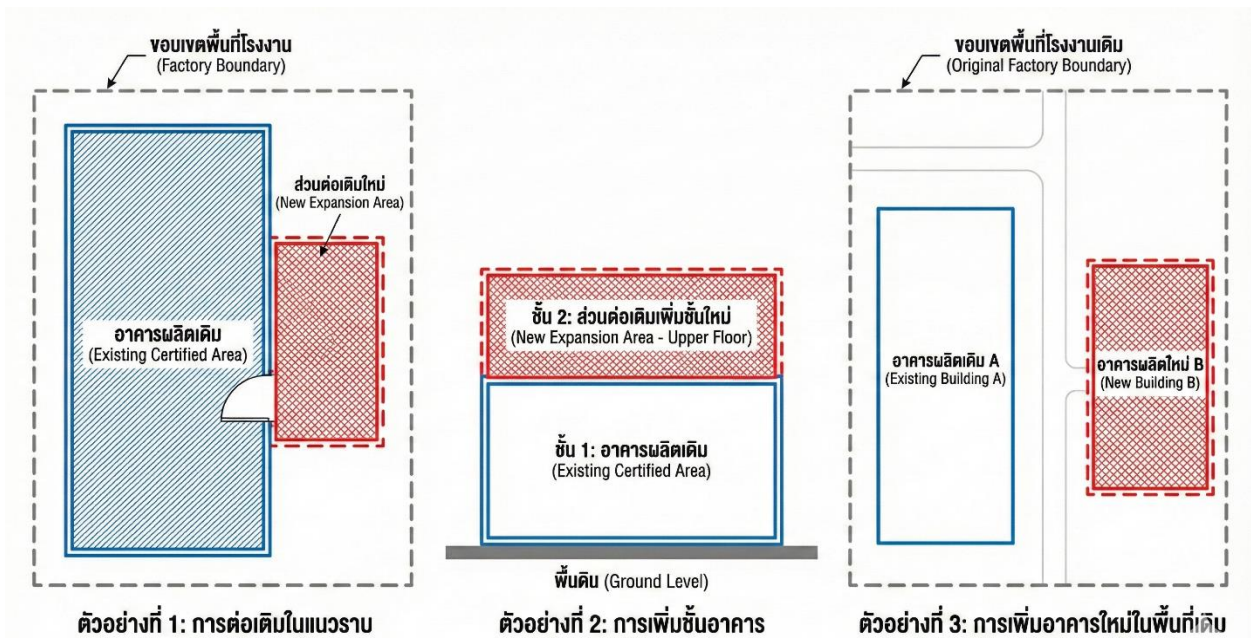 ขอบเขตพื้นที่โรงงาน
(Factory Boundary)
ส่วนต่อเติมใหม่
(New Expansion Area)
อาคารผลิตเดิม
(Existing Certified Area)
ตัวอย่างที่ 1: การต่อเติมในแนวราบ
ชั้น 2: ส่วนต่อเติมเพิ่มชั้นใหม่
(New Expansion Area - Upper Floor)
ชั้น 1: อาคารผลิตเดิม
(Existing Certified Area)
พื้นดิน (Ground Level)
ตัวอย่างที่ 2: การเพิ่มชั้นอาคาร
ขอบเขตพื้นที่โรงงานเดิม
(Original Factory Boundary)
อาคารผลิตเดิม A
(Existing Building A)
อาคารผลิตใหม่ B
(New Building B)
ตัวอย่างที่ 3: การเพิ่มอาคารใหม่ในพื้นที่เดิม